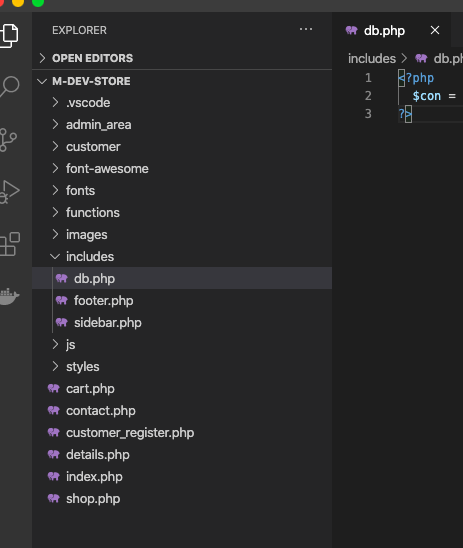 EXPLORER
OPEN EDITORS
M-DEV-STORE
.vscode
admin_area
customer
font-awesome
fonts
functions
images
includes
db.php
footer.php
sidebar.php
js
styles
cart.php
contact.php
customer_register.php
details.php
index.php
shop.php
db.php
includes > db.ph
1 <?php
2 $con =
3 ?>